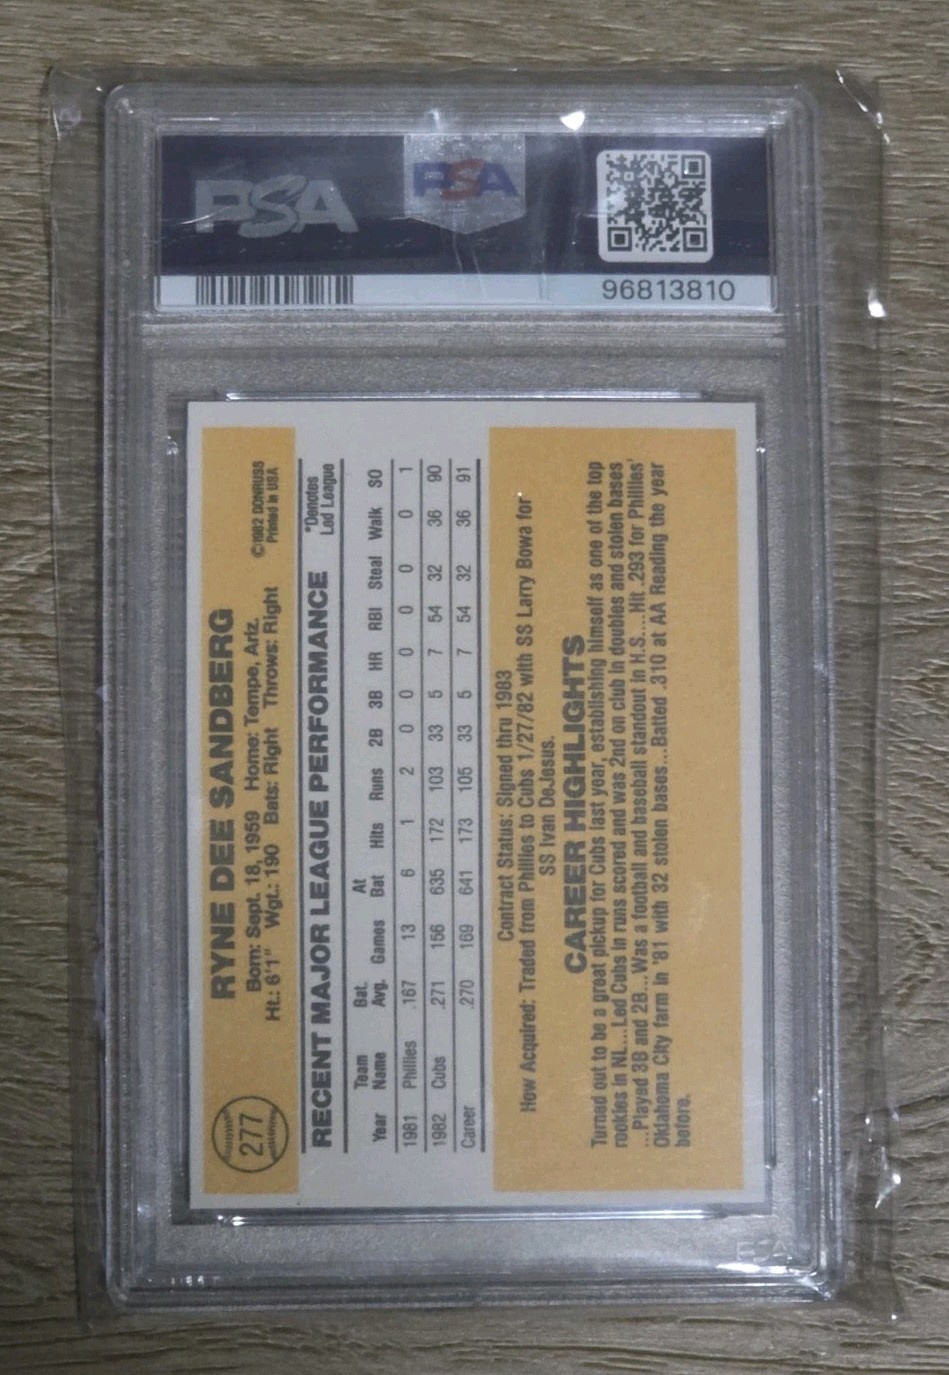 PSA
PSA
96813810
277
RYNE DEE SANDBERG
Born: Sept. 18, 1959 Home: Tempe, Ariz.
Ht.: 6'1" Wgt.: 190 Bats: Right Throws: Right
©1982 DONRUSS
Printed in USA
RECENT MAJOR LEAGUE PERFORMANCE
*Denotes
Led League
Year Team Name Bat. Avg. Games At Bat Hits Runs 2B 3B HR RBI Steal Walk SO
1981 Phillies .167 13 6 1 2 0 0 0 0 0 0 1
1982 Cubs .271 156 635 172 103 33 5 7 54 32 36 90
Career .270 169 641 173 105 33 5 7 54 32 36 91
Contract Status: Signed thru 1983
How Acquired: Traded from Phillies to Cubs 1/27/82 with SS Larry Bowa for
SS Ivan DeJesus.
CAREER HIGHLIGHTS
Turned out to be a great pickup for Cubs last year, establishing himself as one of the top
rookies in NL....Led Cubs in runs scored and was 2nd on club in doubles and stolen bases
...Played 3B and 2B...Was a football and baseball standout in H.S.... Hit .293 for Phillies'
Oklahoma City farm in '81 with 32 stolen bases...Batted .310 at AA Reading the year
before.
PSA